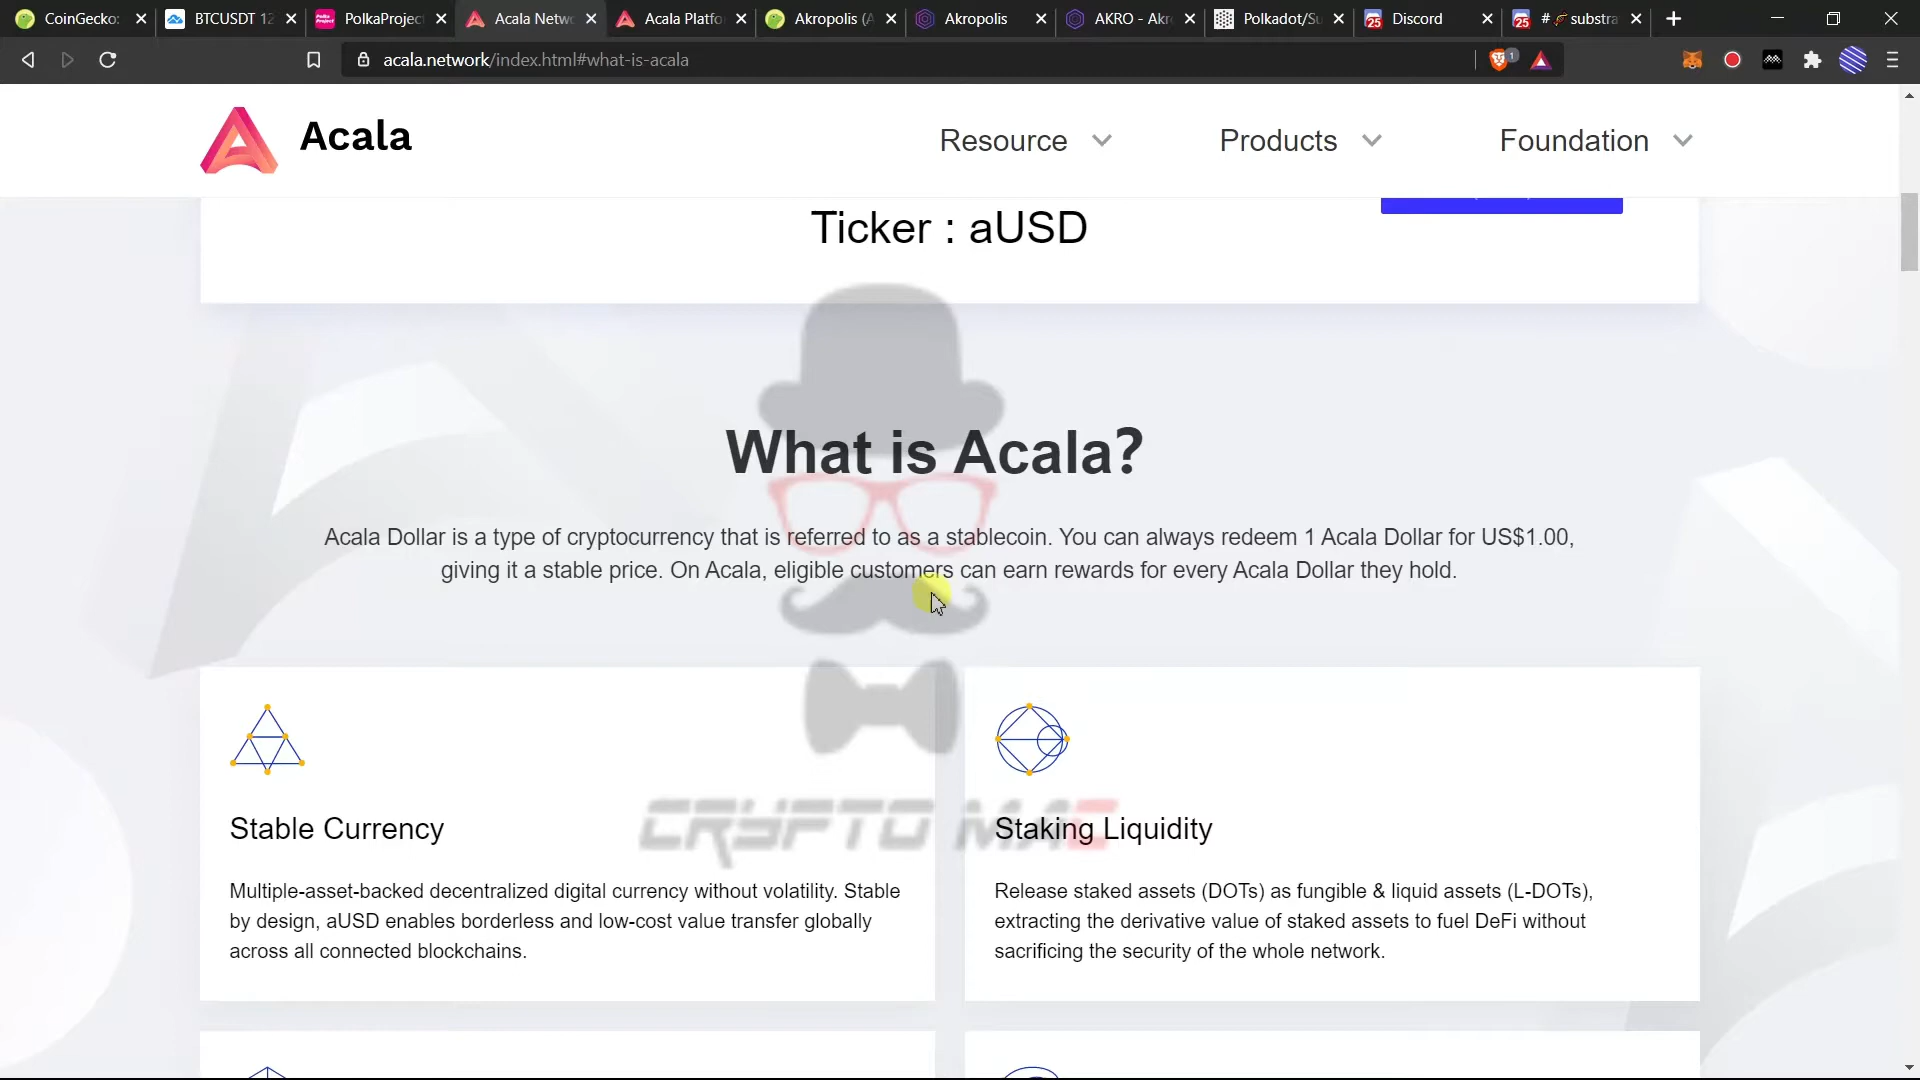 CoinGecko:
BTCUSDT 12
PolkaProjec
Acala Netwo
Acala Platfo
Akropolis (A
Akropolis
AKRO - Akr
Polkadot/Su
Discord
# substra
acala.network/index.html#what-is-acala
1
Acala
Resource
Products
Foundation
Ticker : aUSD
What is Acala?
Acala Dollar is a type of cryptocurrency that is referred to as a stablecoin. You can always redeem 1 Acala Dollar for US$1.00,
giving it a stable price. On Acala, eligible customers can earn rewards for every Acala Dollar they hold.
Stable Currency
Multiple-asset-backed decentralized digital currency without volatility. Stable
by design, aUSD enables borderless and low-cost value transfer globally
across all connected blockchains.
Staking Liquidity
Release staked assets (DOTs) as fungible & liquid assets (L-DOTs),
extracting the derivative value of staked assets to fuel DeFi without
sacrificing the security of the whole network.
CRYPTO MAC